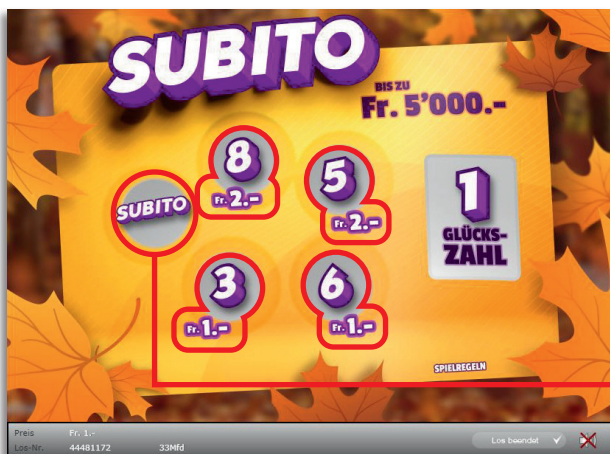 SUBITO
BIS ZU
Fr. 5'000.-
8
Fr. 2.-
5
Fr. 2.-
SUBITO
1
GLÜCKS-
ZAHL
3
Fr. 1.-
6
Fr. 1.-
SPIELREGELN
Preis Fr. 1.-
Los-Nr. 44481172 33Mfd
Los beendet